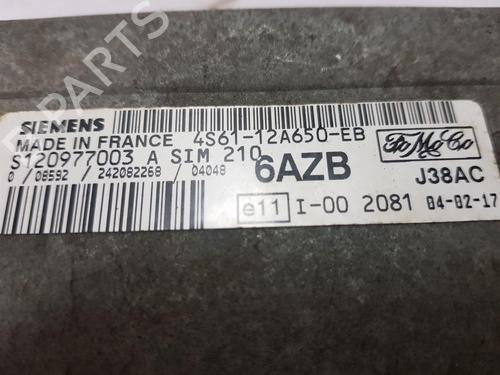 SIEMENS
MADE IN FRANCE 4S61-12A650-EB
S120977003 A SIM 210 6AZB FoMoCo
0 / 08592 / 242082268 / 04048 J38AC
e11 I-00 2081 04-02-17